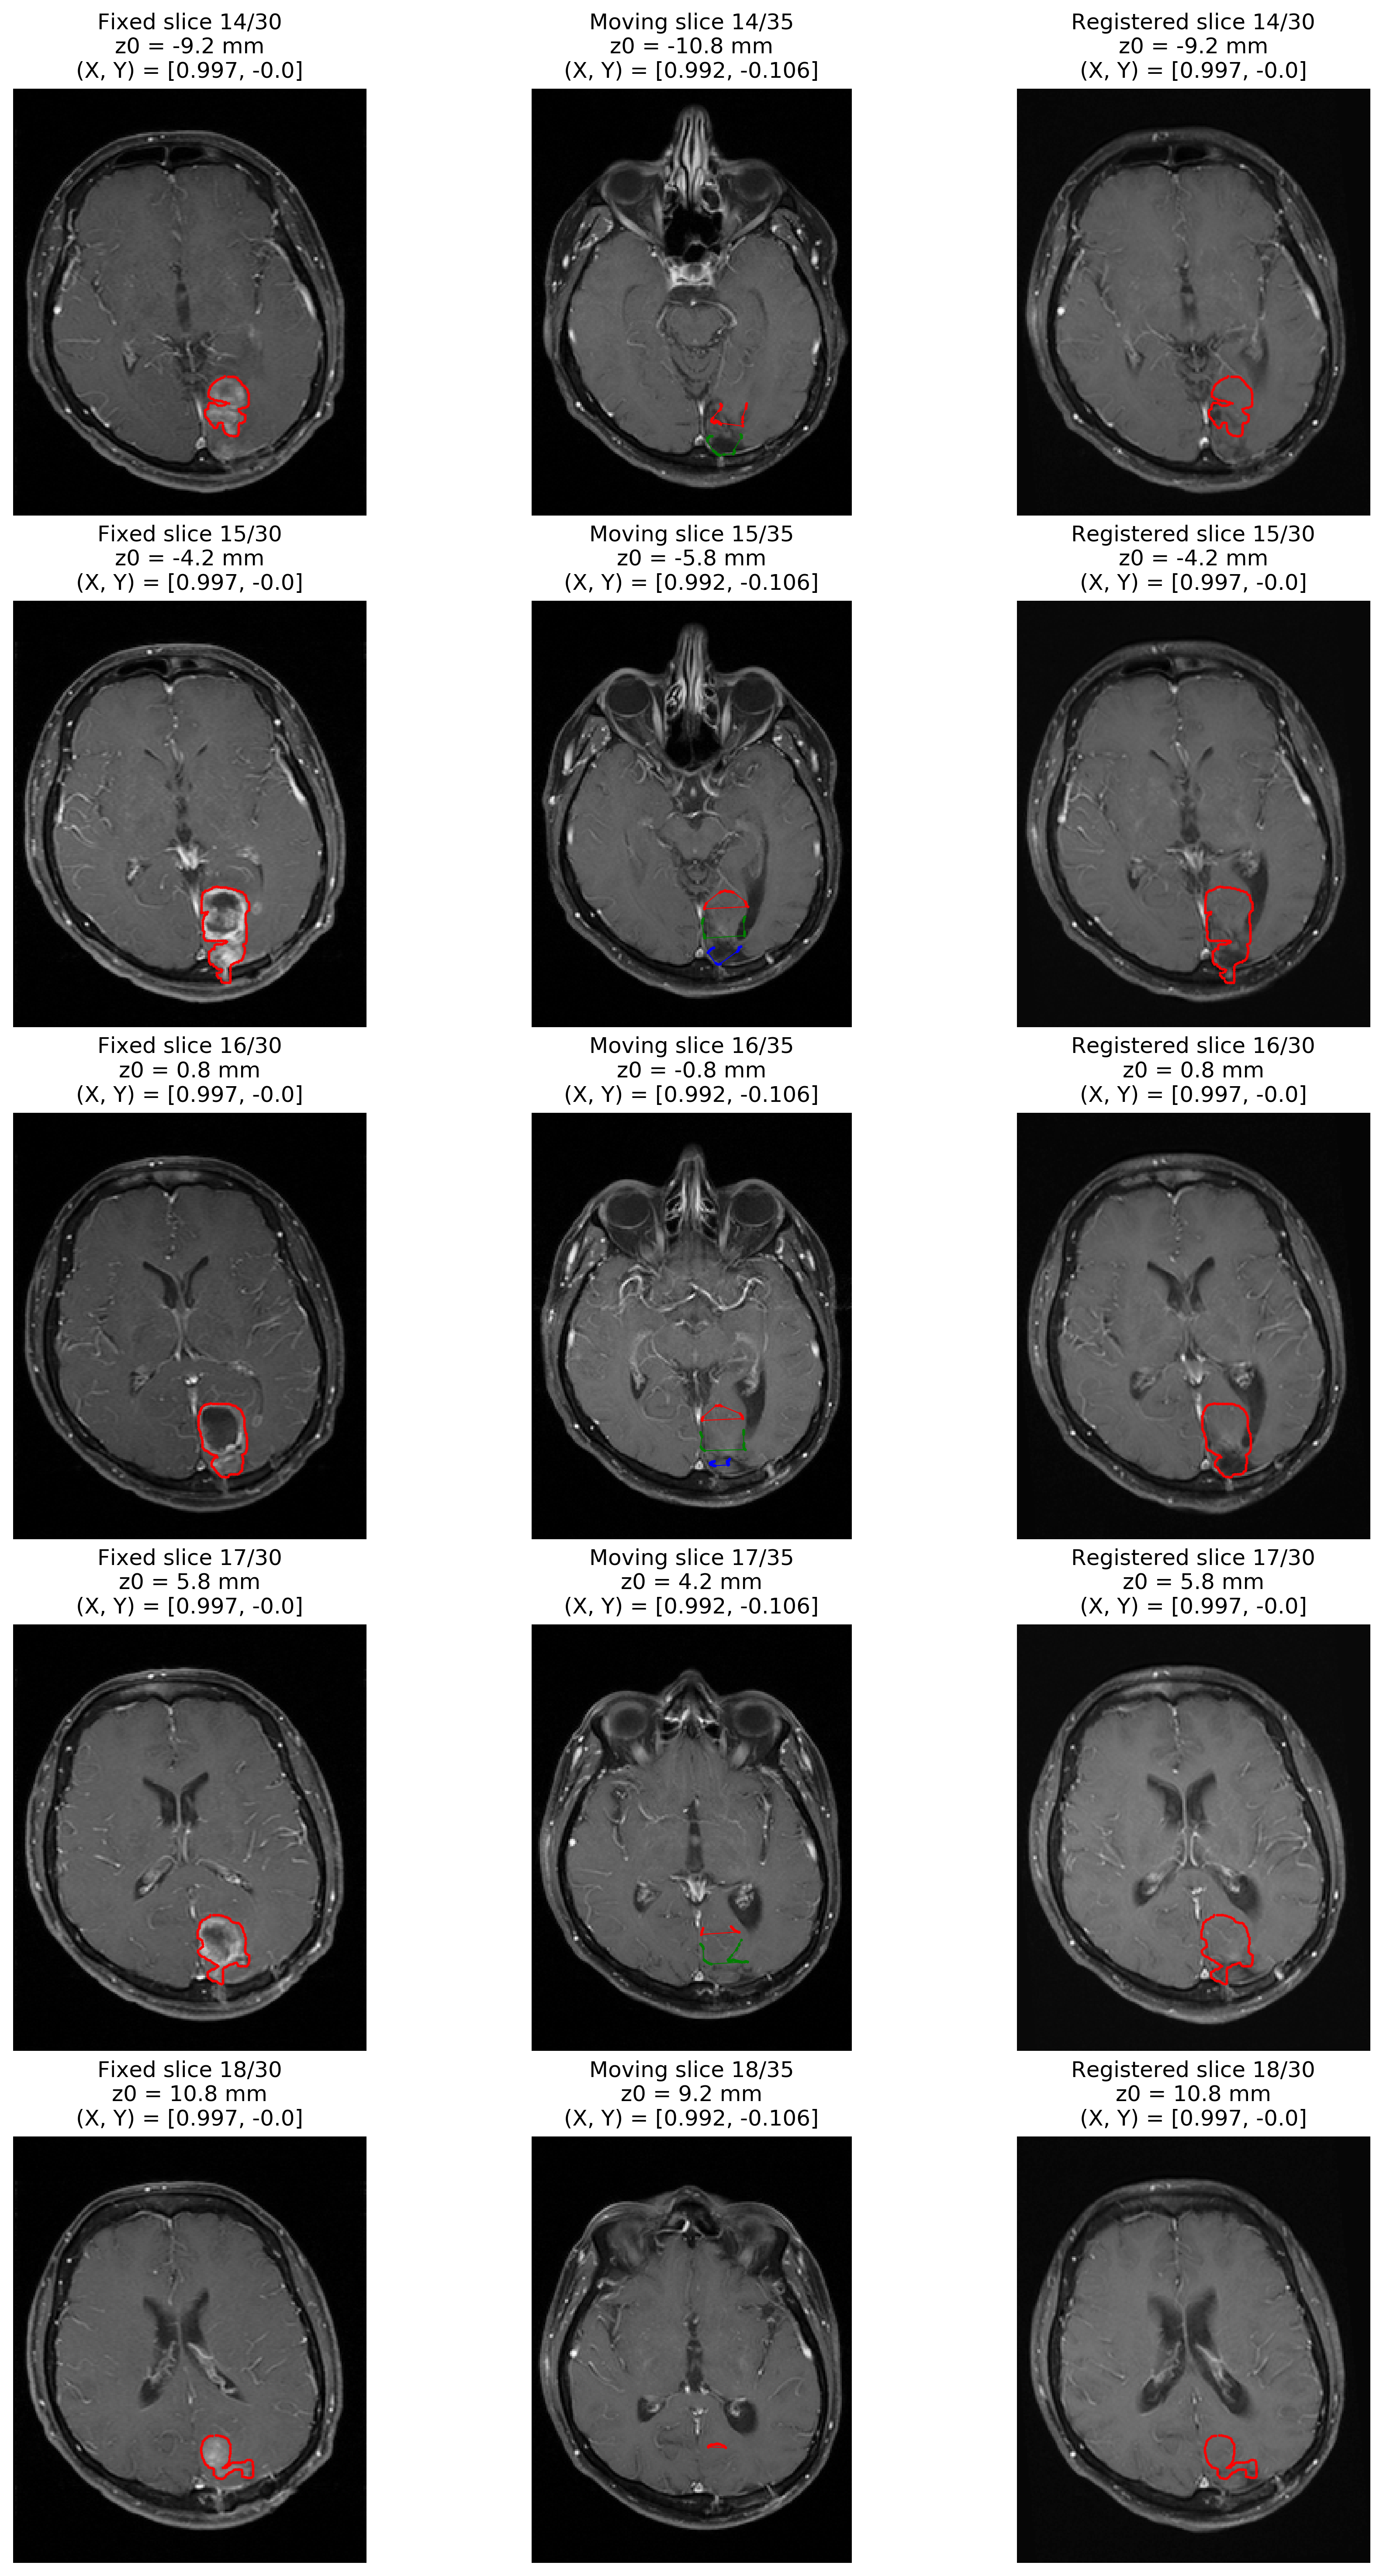 Fixed slice 14/30
z0 = -9.2 mm
(X, Y) = [0.997, -0.0]
Moving slice 14/35
z0 = -10.8 mm
(X, Y) = [0.992, -0.106]
Registered slice 14/30
z0 = -9.2 mm
(X, Y) = [0.997, -0.0]
Fixed slice 15/30
z0 = -4.2 mm
(X, Y) = [0.997, -0.0]
Moving slice 15/35
z0 = -5.8 mm
(X, Y) = [0.992, -0.106]
Registered slice 15/30
z0 = -4.2 mm
(X, Y) = [0.997, -0.0]
Fixed slice 16/30
z0 = 0.8 mm
(X, Y) = [0.997, -0.0]
Moving slice 16/35
z0 = -0.8 mm
(X, Y) = [0.992, -0.106]
Registered slice 16/30
z0 = 0.8 mm
(X, Y) = [0.997, -0.0]
Fixed slice 17/30
z0 = 5.8 mm
(X, Y) = [0.997, -0.0]
Moving slice 17/35
z0 = 4.2 mm
(X, Y) = [0.992, -0.106]
Registered slice 17/30
z0 = 5.8 mm
(X, Y) = [0.997, -0.0]
Fixed slice 18/30
z0 = 10.8 mm
(X, Y) = [0.997, -0.0]
Moving slice 18/35
z0 = 9.2 mm
(X, Y) = [0.992, -0.106]
Registered slice 18/30
z0 = 10.8 mm
(X, Y) = [0.997, -0.0]